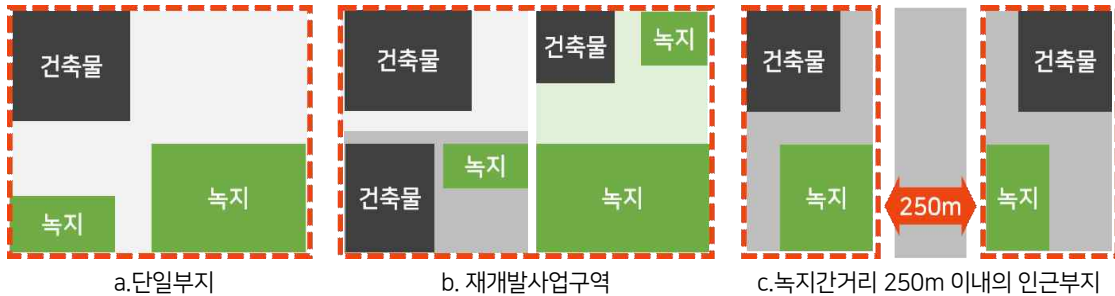 건축물
녹지
녹지
a.단일부지
건축물
건축물
녹지
건축물
녹지
녹지
b. 재개발사업구역
건축물
녹지
250m
건축물
녹지
c.녹지간거리 250m 이내의 인근부지